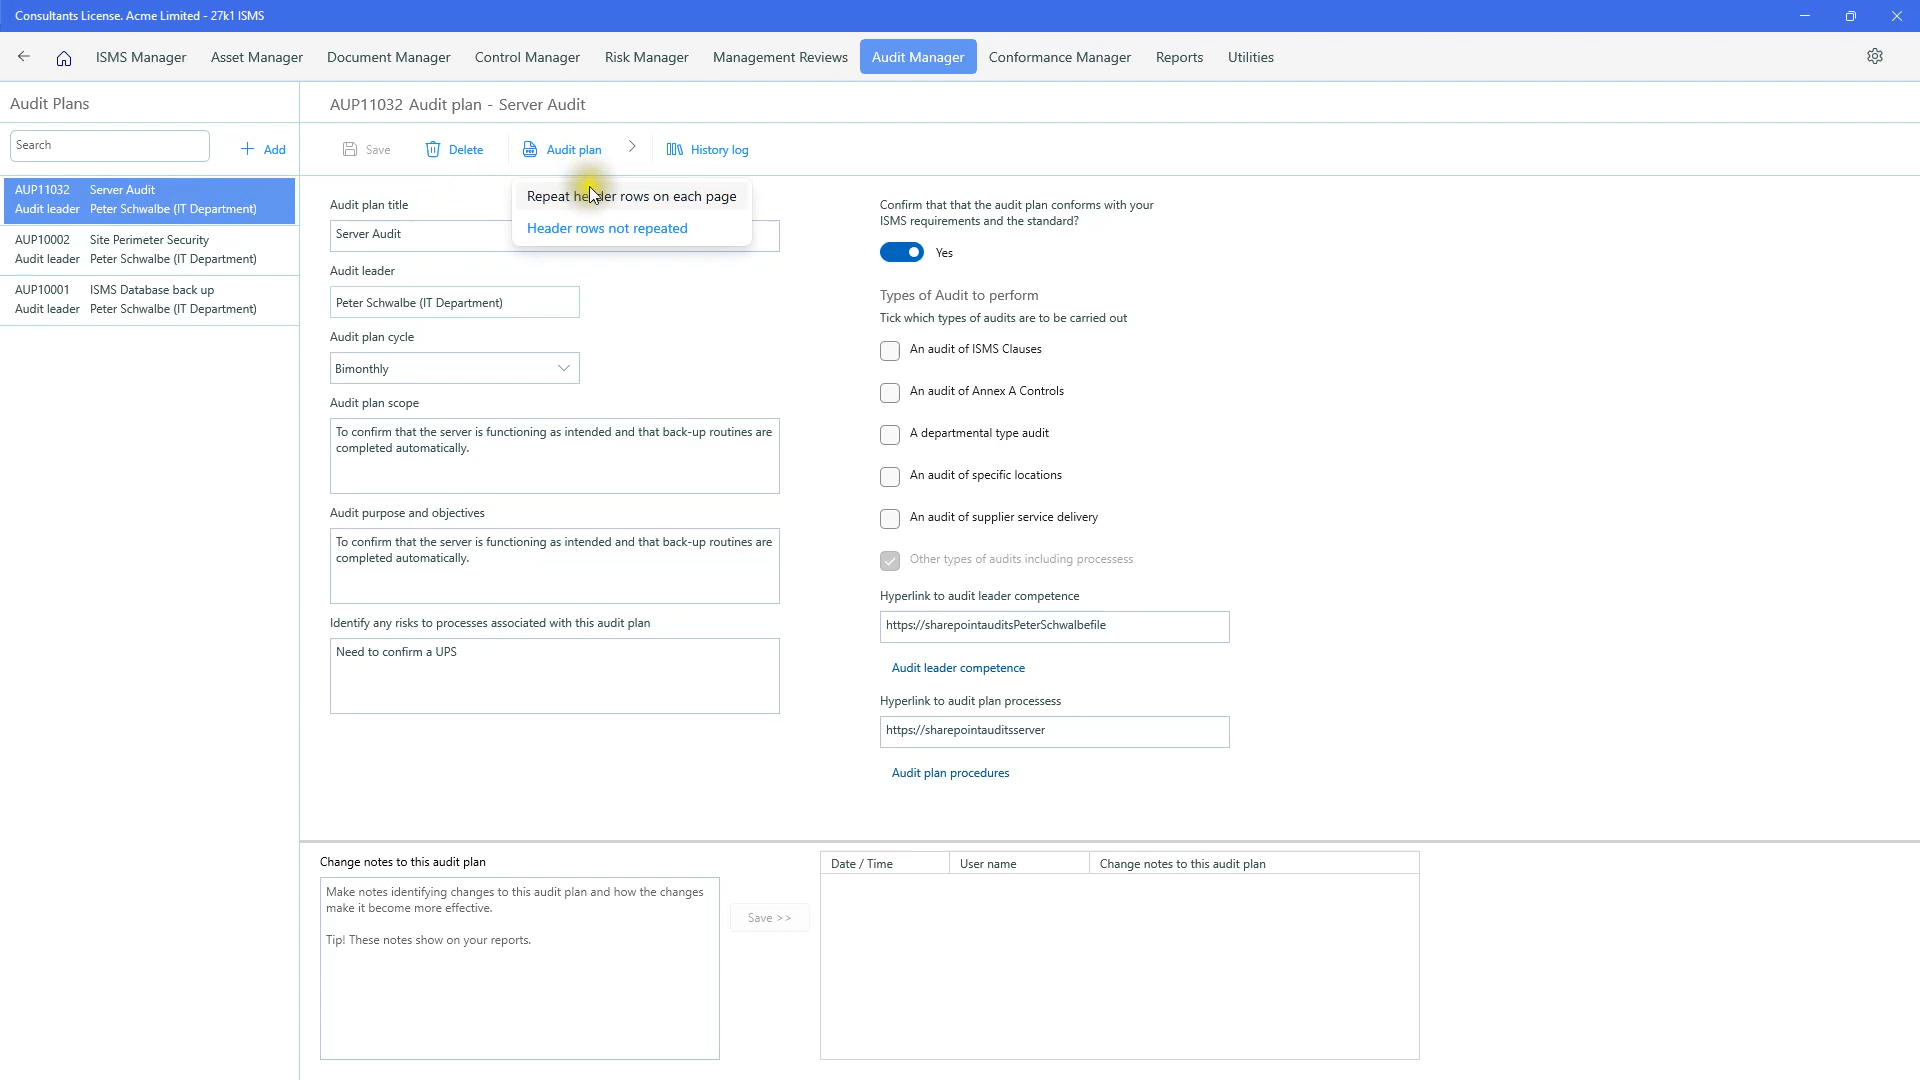 Consultants License. Acme Limited - 27k1 ISMS
ISMS Manager Asset Manager Document Manager Control Manager Risk Manager Management Reviews Audit Manager Conformance Manager Reports Utilities
Audit Plans
AUP11032 Audit plan - Server Audit
Search
Add
Save Delete Audit plan History log
AUP11032 Server Audit
Audit leader Peter Schwalbe (IT Department)
AUP10002 Site Perimeter Security
Audit leader Peter Schwalbe (IT Department)
AUP10001 ISMS Database back up
Audit leader Peter Schwalbe (IT Department)
Repeat header rows on each page
Header rows not repeated
Audit plan title
Server Audit
Audit leader
Peter Schwalbe (IT Department)
Audit plan cycle
Bimonthly
Audit plan scope
To confirm that the server is functioning as intended and that back-up routines are
completed automatically.
Audit purpose and objectives
To confirm that the server is functioning as intended and that back-up routines are
completed automatically.
Identify any risks to processes associated with this audit plan
Need to confirm a UPS
Confirm that that the audit plan conforms with your
ISMS requirements and the standard?
Yes
Types of Audit to perform
Tick which types of audits are to be carried out
An audit of ISMS Clauses
An audit of Annex A Controls
A departmental type audit
An audit of specific locations
An audit of supplier service delivery
Other types of audits including processess
Hyperlink to audit leader competence
https://sharepointauditsPeterSchwalbefile
Audit leader competence
Hyperlink to audit plan processess
https://sharepointauditsserver
Audit plan procedures
Change notes to this audit plan
Make notes identifying changes to this audit plan and how the changes
make it become more effective.
Tip! These notes show on your reports.
Save >>
Date / Time User name Change notes to this audit plan